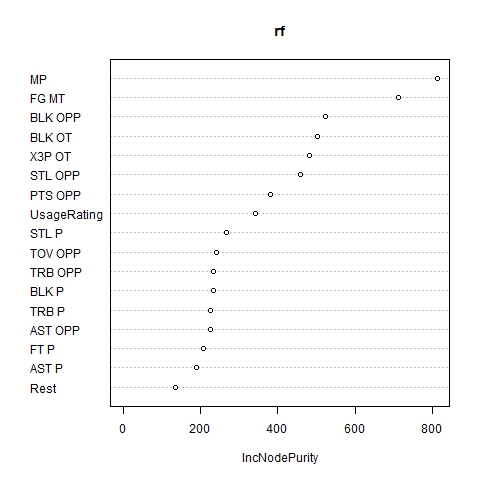 rf
MP
FG MT
BLK OPP
BLK OT
X3P OT
STL OPP
PTS OPP
UsageRating
STL P
TOV OPP
TRB OPP
BLK P
TRB P
AST OPP
FT P
AST P
Rest
0 200 400 600 800
IncNodePurity